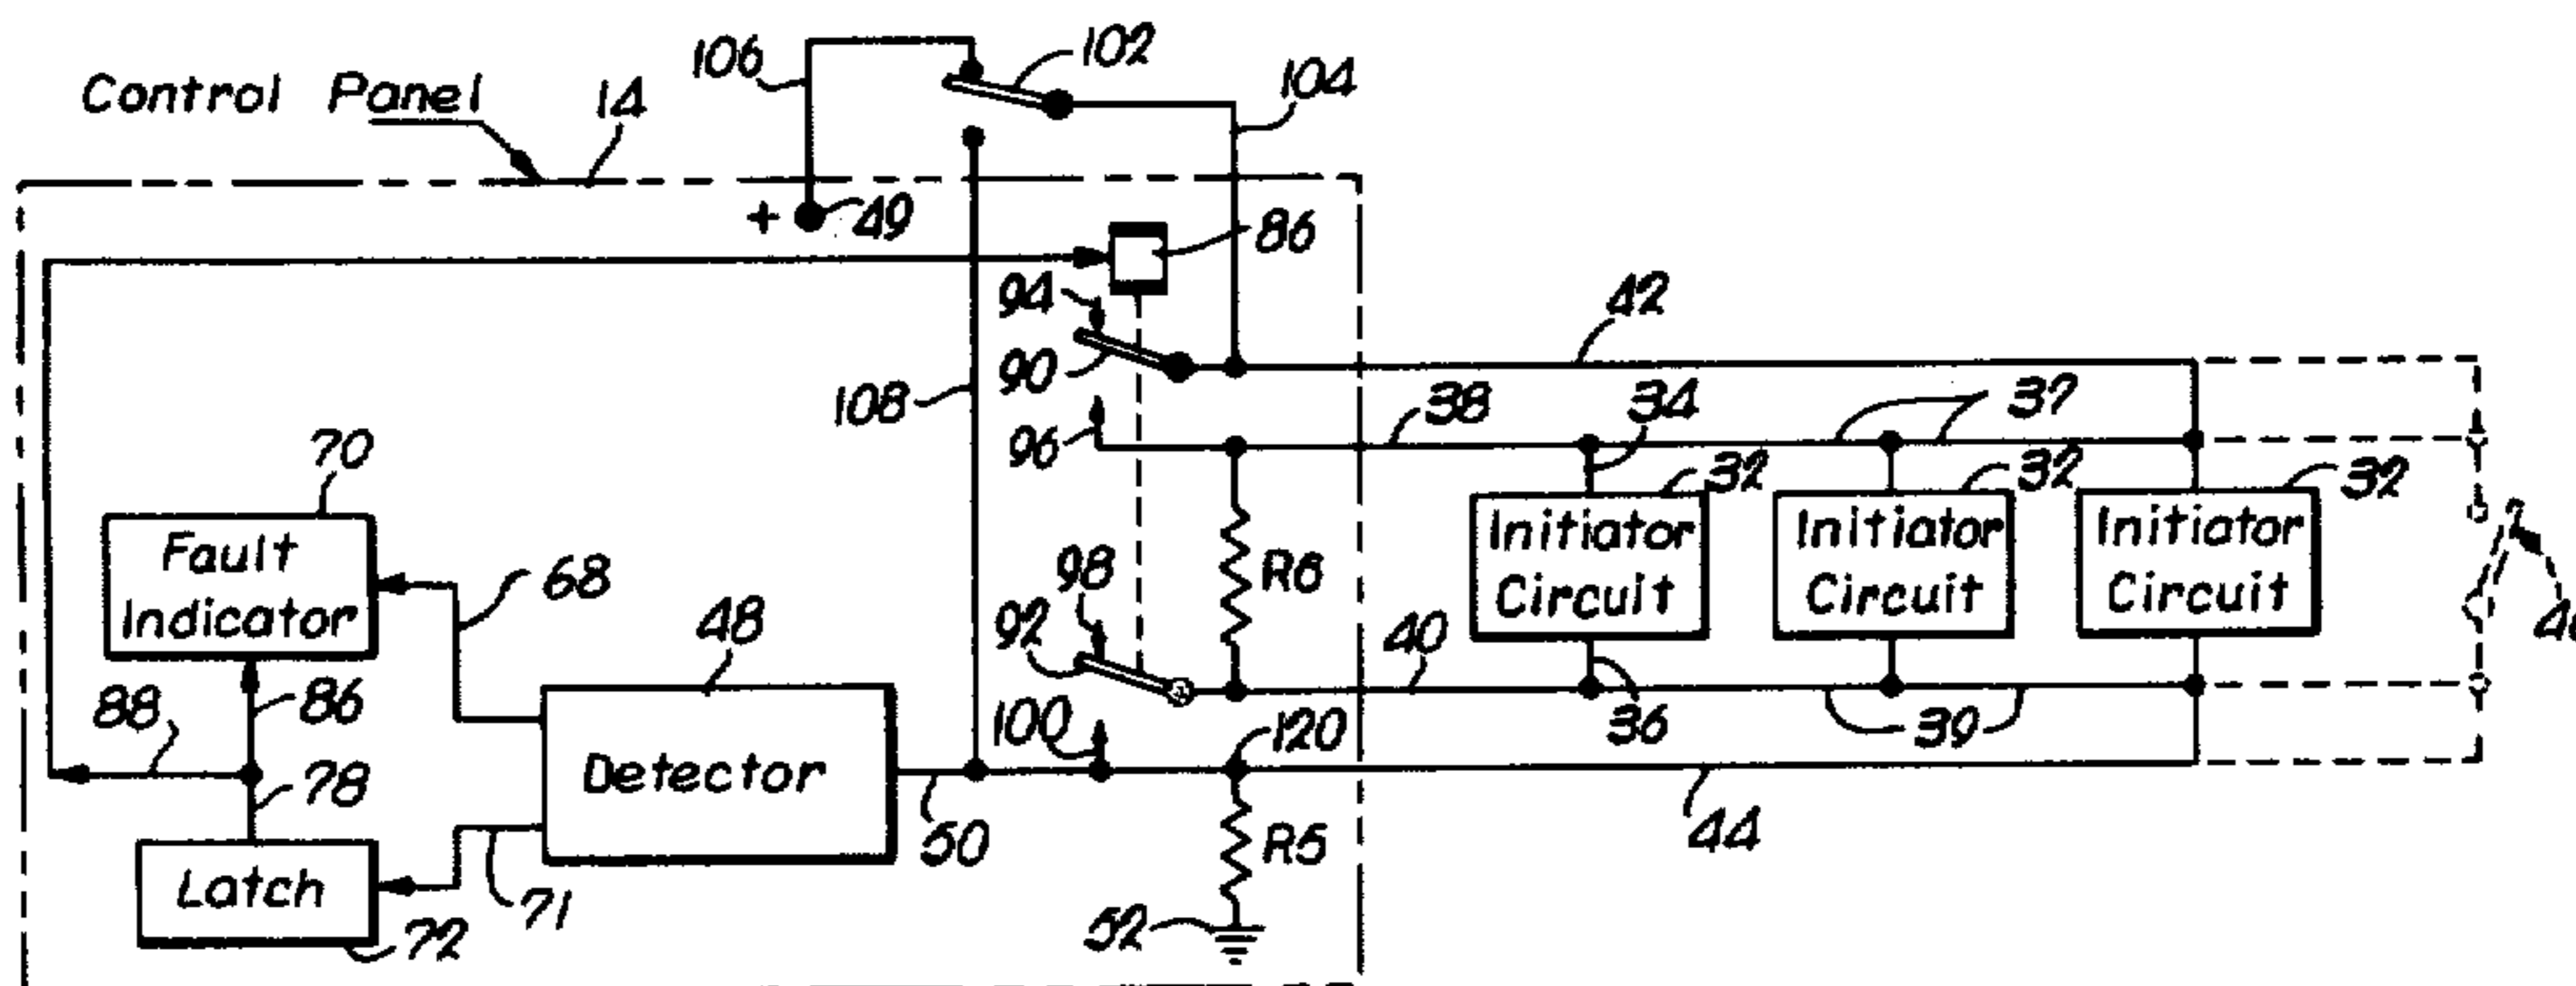 106
102
104
Control Panel
14
+
49
86
94
42
90
108
34
37
38
96
70
32
32
32
Fault
Indicator
68
98
R6
Initiator
Circuit
Initiator
Circuit
Initiator
Circuit
48
92
40
88
86
100
120
36
39
78
Detector
50
R5
44
Latch
71
72
52